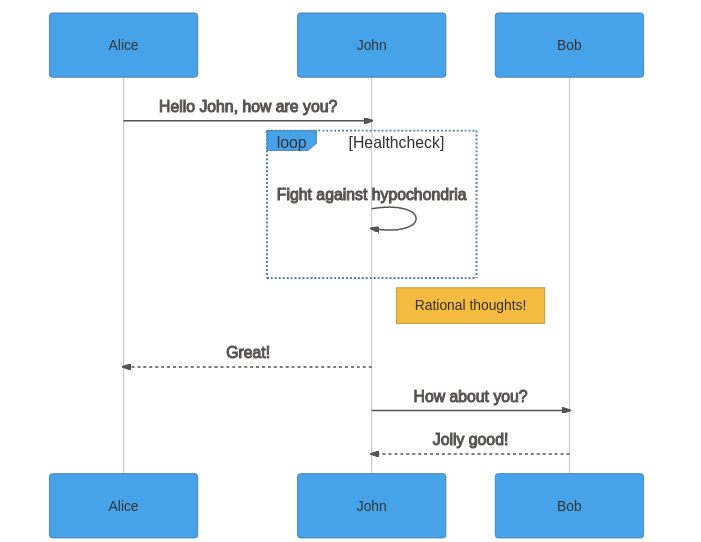 Alice
John
Bob
Hello John, how are you?
loop
[Healthcheck]
Fight against hypochondria
Rational thoughts!
Great!
How about you?
Jolly good!
Alice
John
Bob